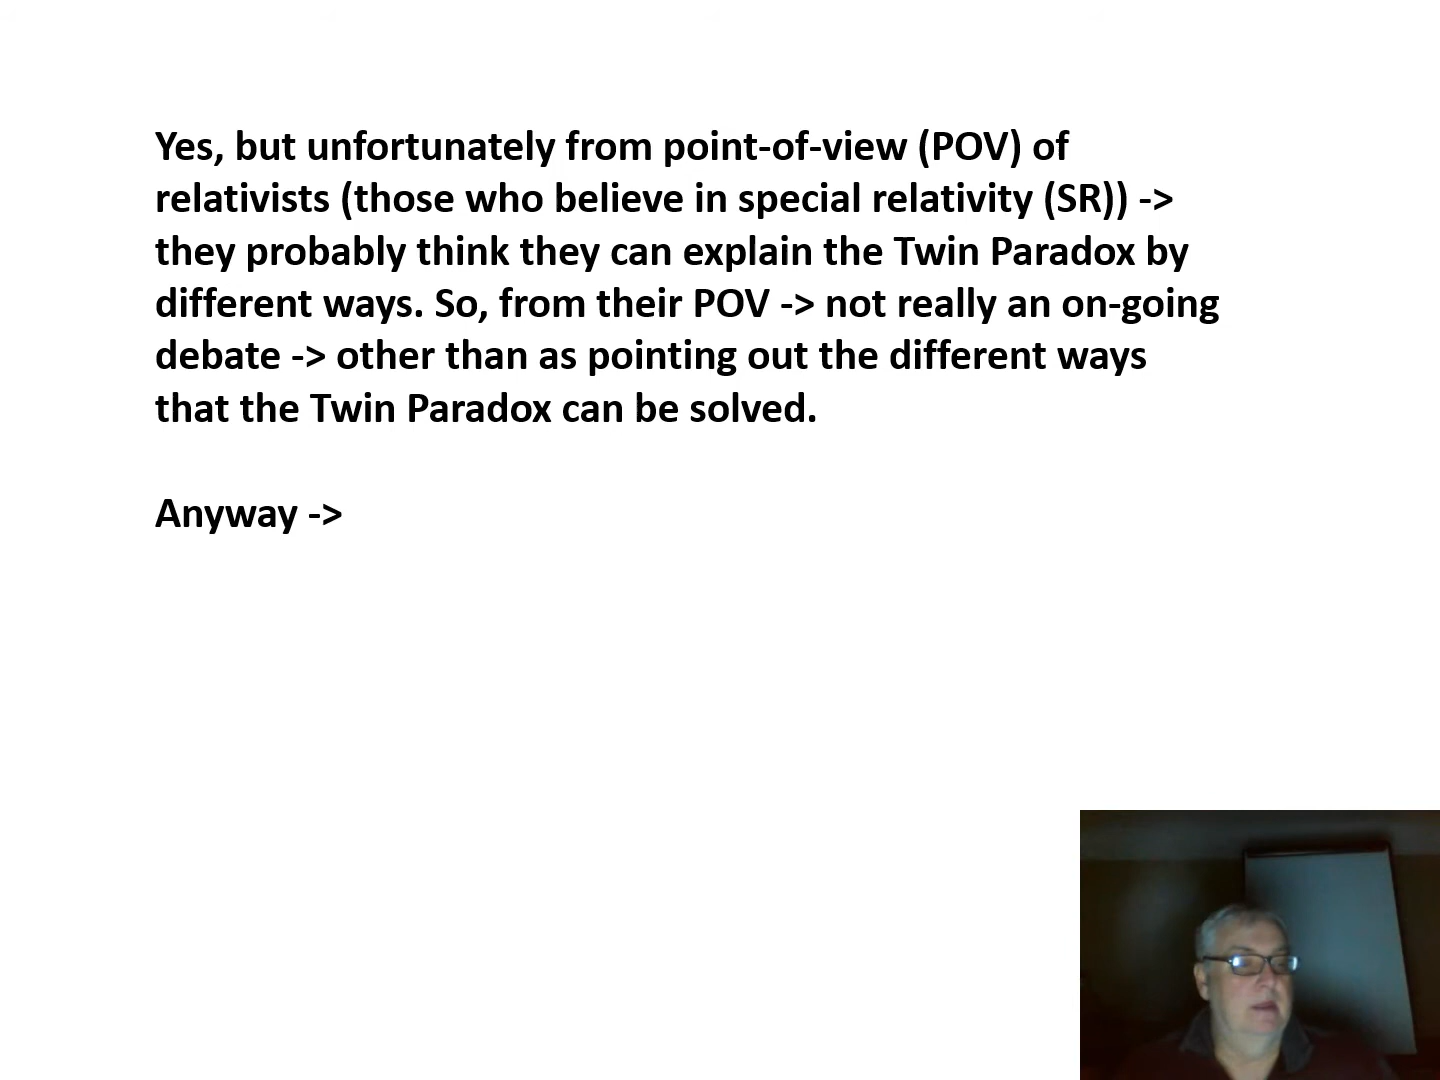 Yes, but unfortunately from point-of-view (POV) of
relativists (those who believe in special relativity (SR)) ->
they probably think they can explain the Twin Paradox by
different ways. So, from their POV -> not really an on-going
debate -> other than as pointing out the different ways
that the Twin Paradox can be solved.
Anyway ->